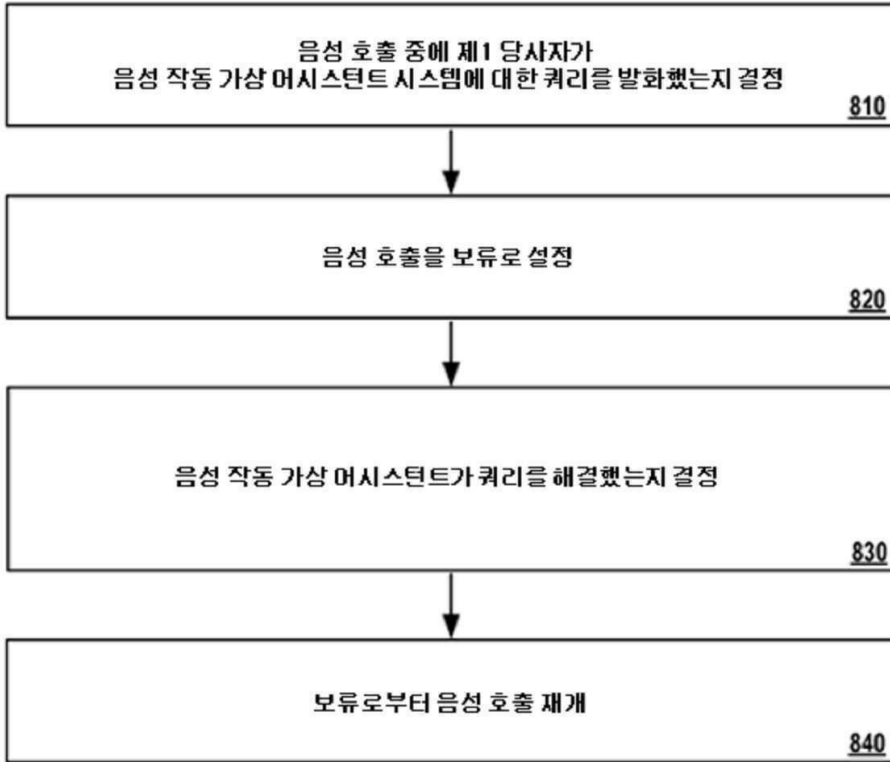 음성 호출 중에 제1 당사자가
음성 작동 가상 어시스턴트 시스템에 대한 쿼리를 발화했는지 결정
810
음성 호출을 보류로 설정
820
음성 작동 가상 어시스턴트가 쿼리를 해결했는지 결정
830
보류로부터 음성 호출 재개
840